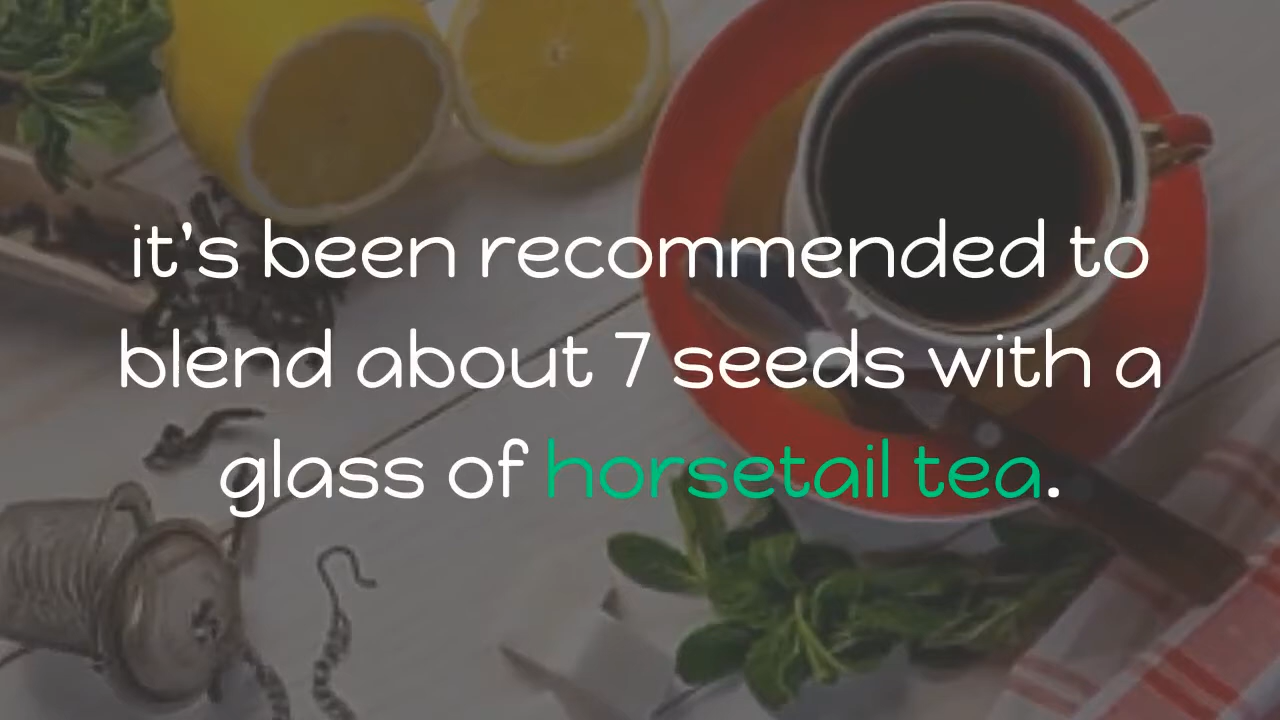 it's been recommended to
blend about 7 seeds with a
glass of horsetail tea.